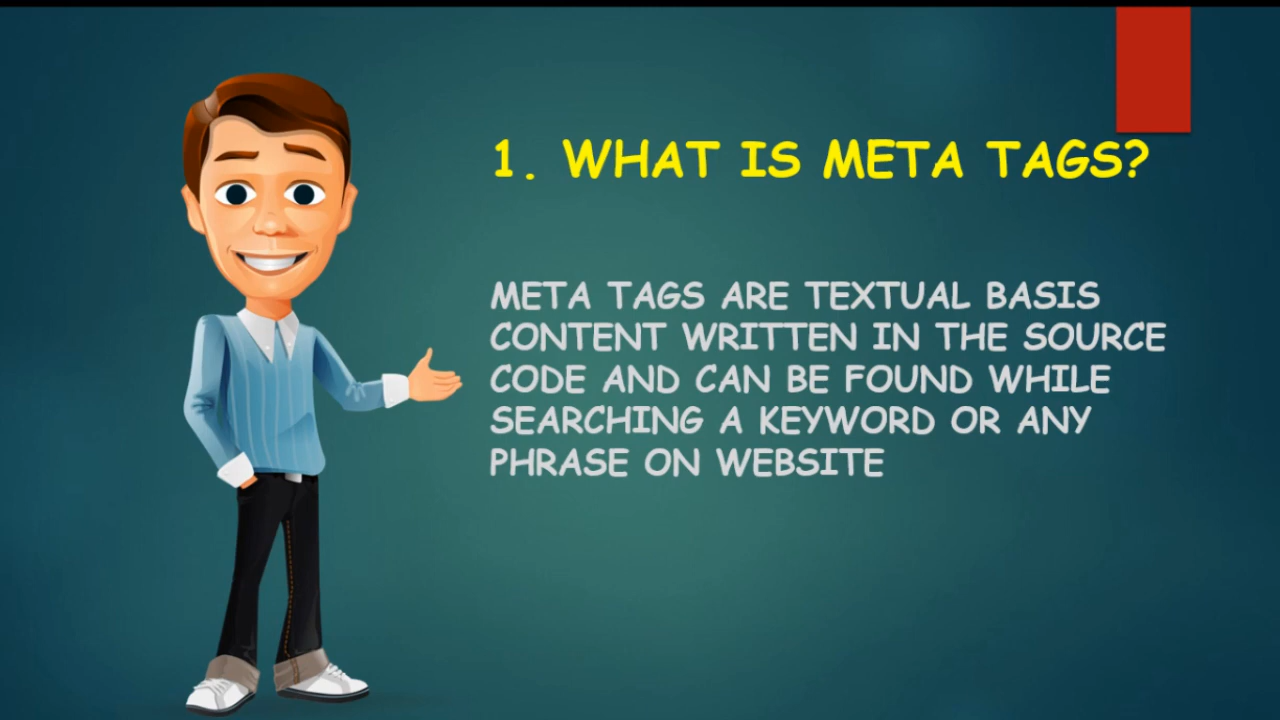 1. WHAT IS META TAGS?
META TAGS ARE TEXTUAL BASIS
CONTENT WRITTEN IN THE SOURCE
CODE AND CAN BE FOUND WHILE
SEARCHING A KEYWORD OR ANY
PHRASE ON WEBSITE